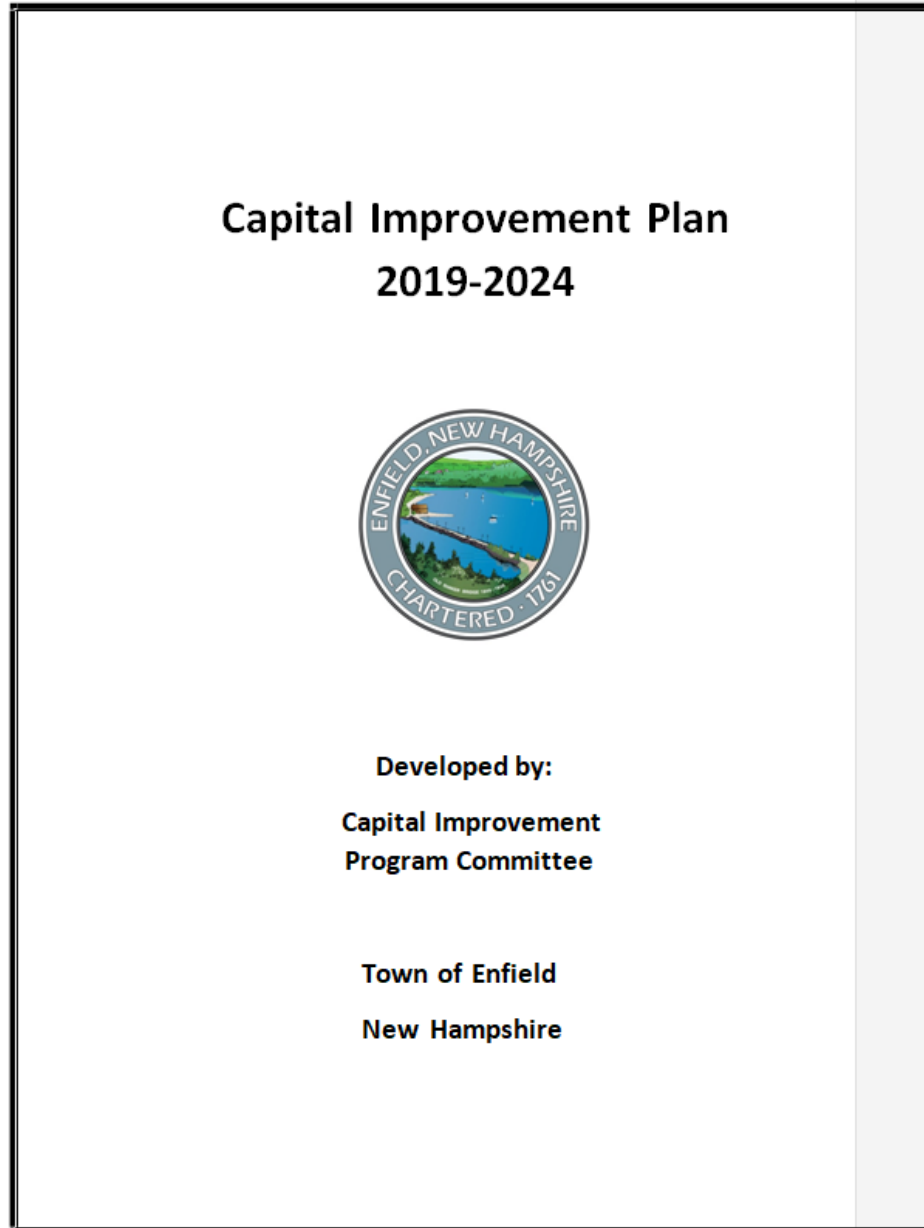 Capital Improvement Plan
2019-2024
ENFIELD, NEW HAMPSHIRE
CHARTERED · 1761
Developed by:
Capital Improvement
Program Committee
Town of Enfield
New Hampshire